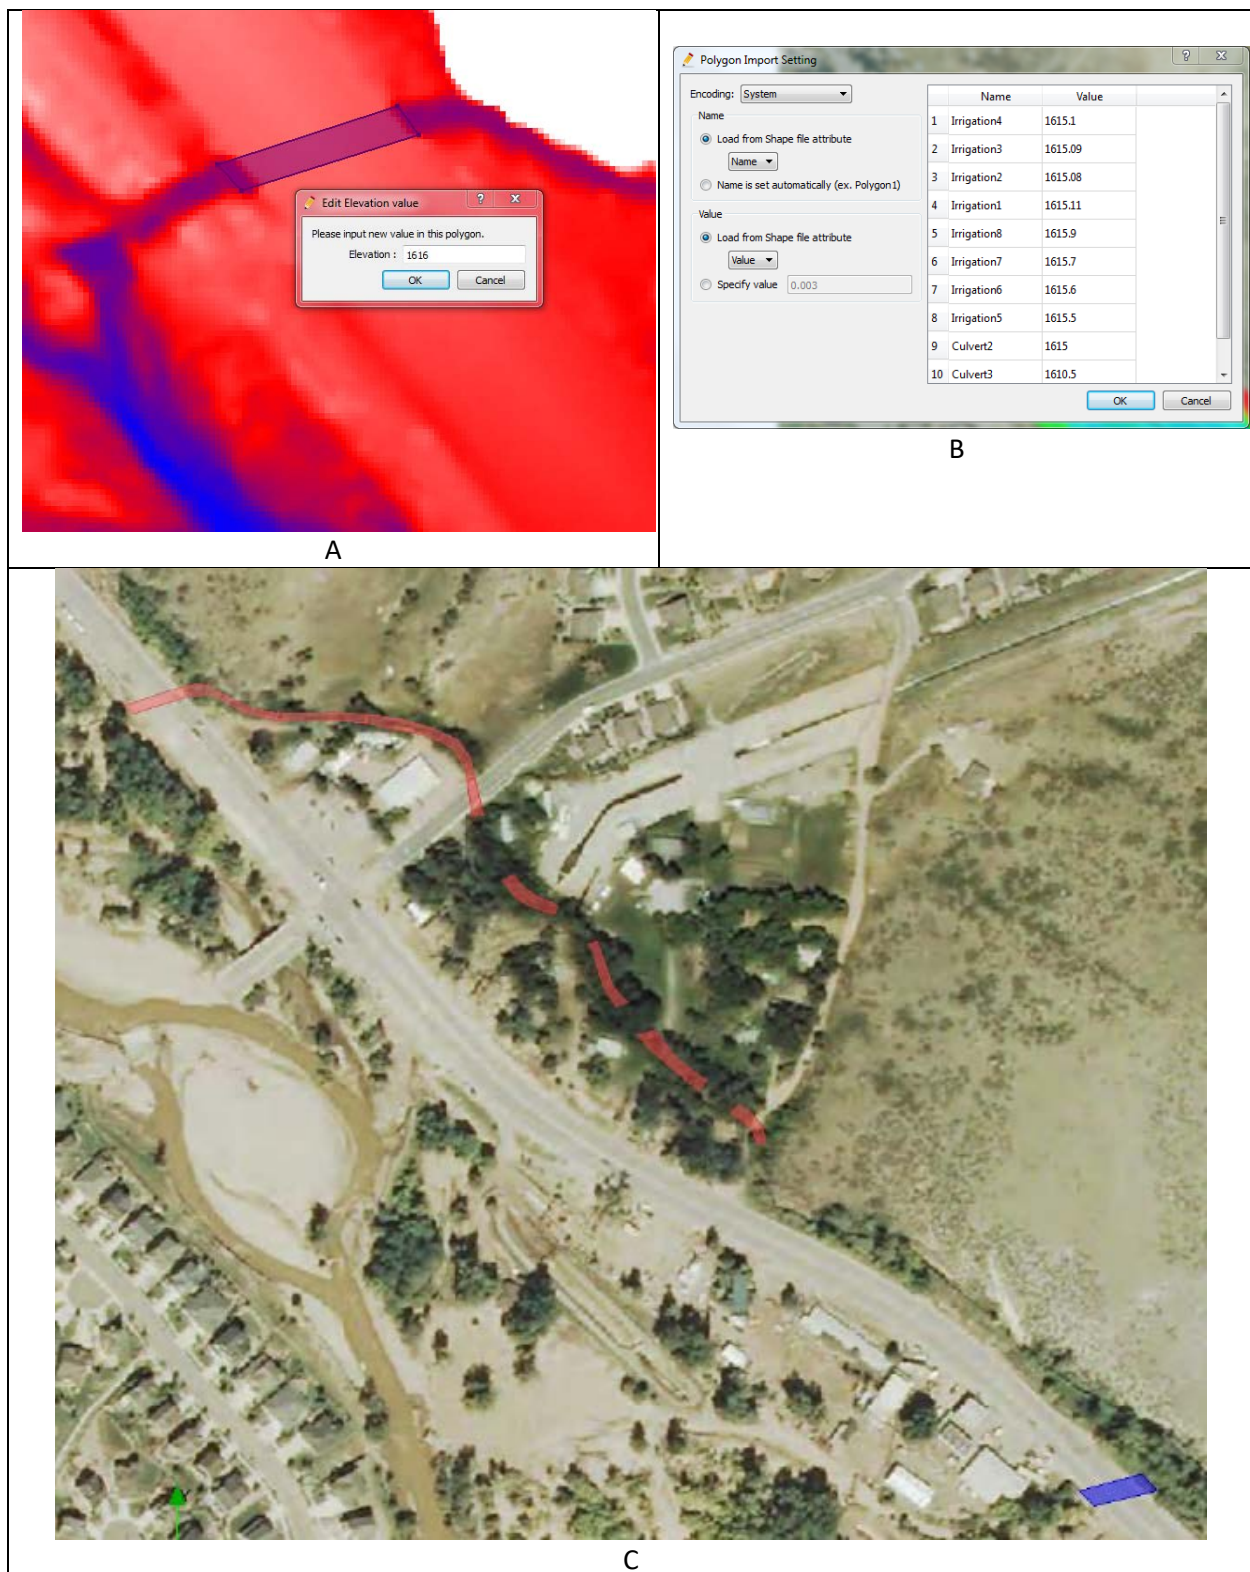 Edit Elevation value
Please input new value in this polygon.
Elevation : 1616
OK Cancel
A
Polygon Import Setting
Encoding: System
Name
Load from Shape file attribute
Name
Name is set automatically (ex. Polygon1)
Value
Load from Shape file attribute
Value
Specify value 0.003
Name Value
1 Irrigation4 1615.1
2 Irrigation3 1615.09
3 Irrigation2 1615.08
4 Irrigation1 1615.11
5 Irrigation8 1615.9
6 Irrigation7 1615.7
7 Irrigation6 1615.6
8 Irrigation5 1615.5
9 Culvert2 1615
10 Culvert3 1610.5
OK Cancel
B
C